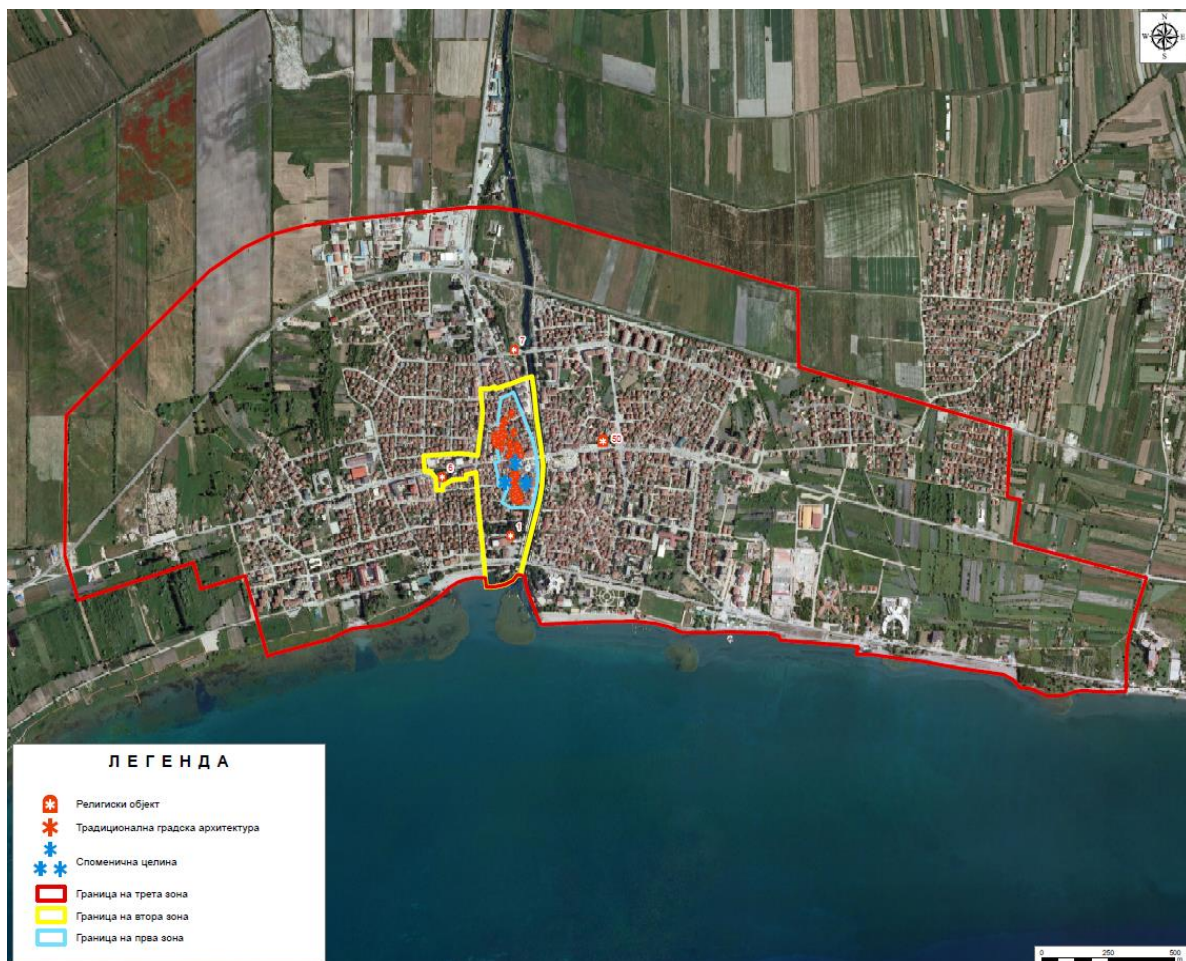 N
W E
S
7
50
8
1
ЛЕГЕНДА
Религиски објект
Традиционална градска архитектура
Споменична целина
Граница на трета зона
Граница на втора зона
Граница на прва зона
0 250 500
m